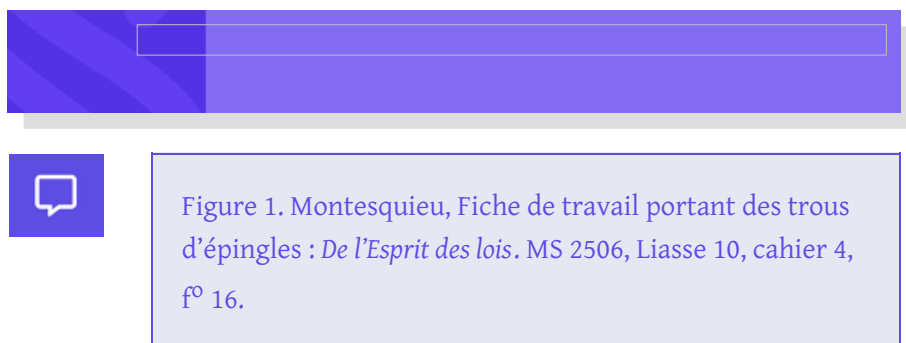 Figure 1. Montesquieu, Fiche de travail portant des trous
d’épingles : De l’Esprit des lois. MS 2506, Liasse 10, cahier 4,
fº 16.